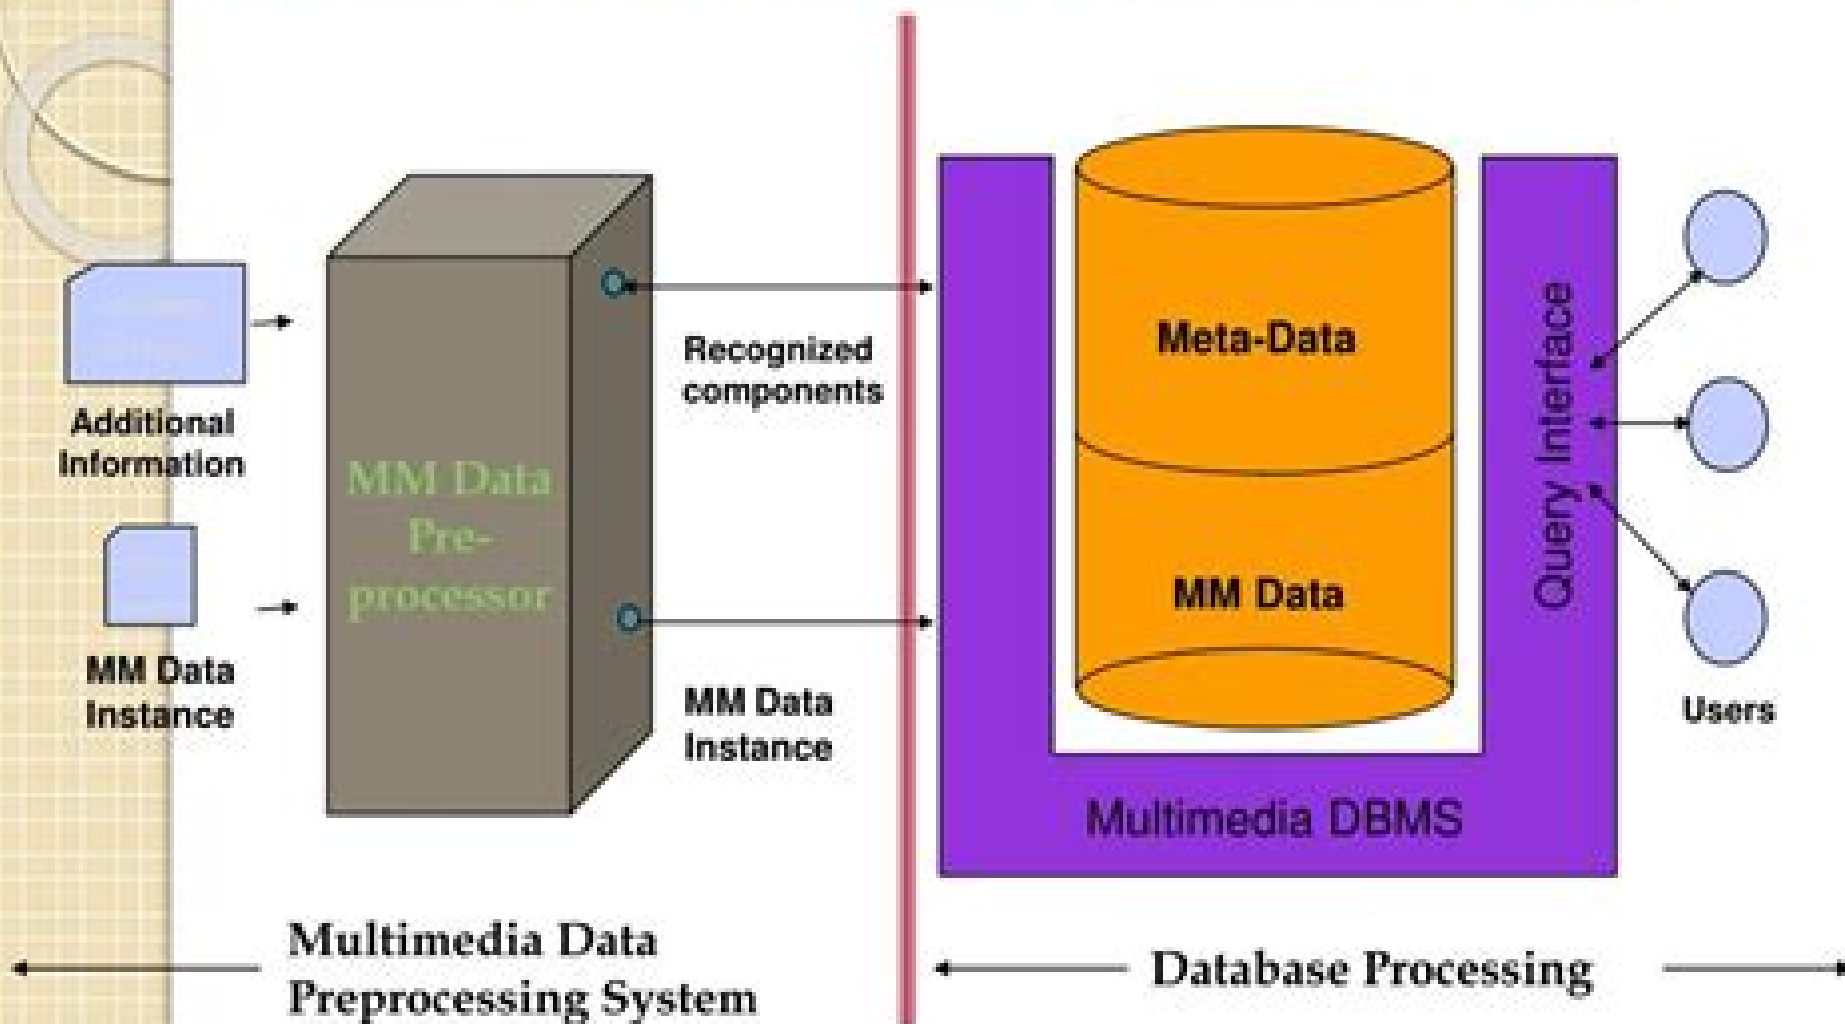 Additional
Information
MM Data
Instance
MM Data
Pre-
processor
Recognized
components
MM Data
Instance
Meta-Data
MM Data
Query Interface
Multimedia DBMS
Users
Multimedia Data
Preprocessing System
Database Processing